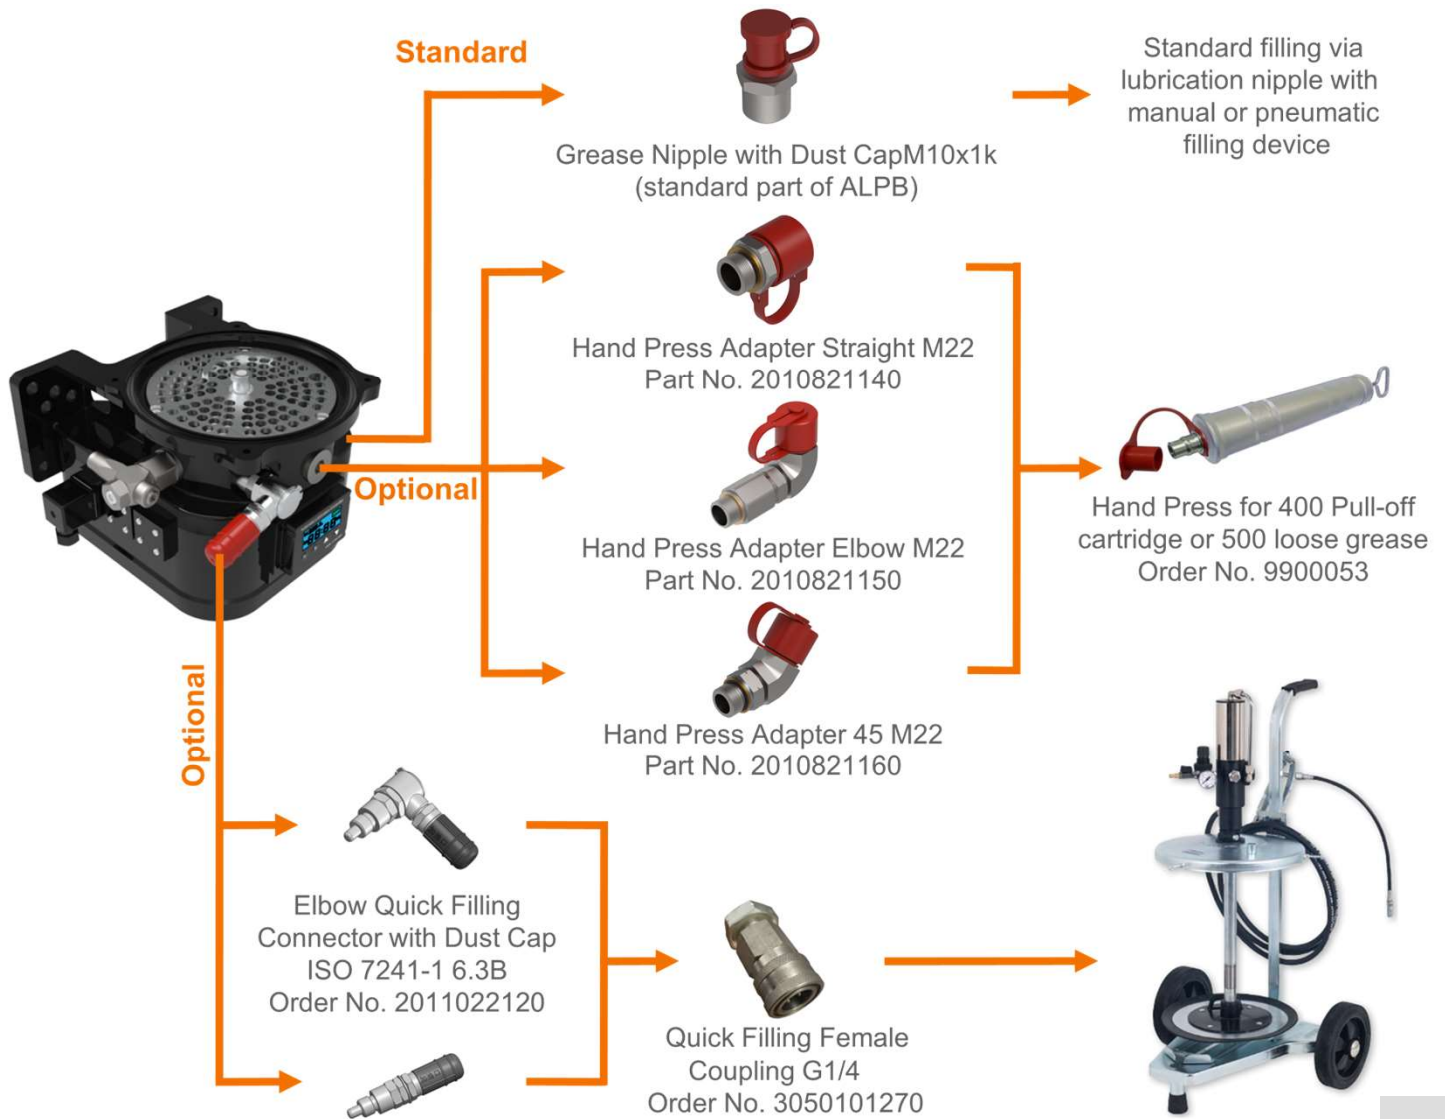 Standard
Grease Nipple with Dust CapM10x1k
(standard part of ALPB)
Standard filling via
lubrication nipple with
manual or pneumatic
filling device
Hand Press Adapter Straight M22
Part No. 2010821140
Optional
Hand Press Adapter Elbow M22
Part No. 2010821150
Hand Press Adapter 45 M22
Part No. 2010821160
Hand Press for 400 Pull-off
cartridge or 500 loose grease
Order No. 9900053
Optional
Elbow Quick Filling
Connector with Dust Cap
ISO 7241-1 6.3B
Order No. 2011022120
Quick Filling Female
Coupling G1/4
Order No. 3050101270